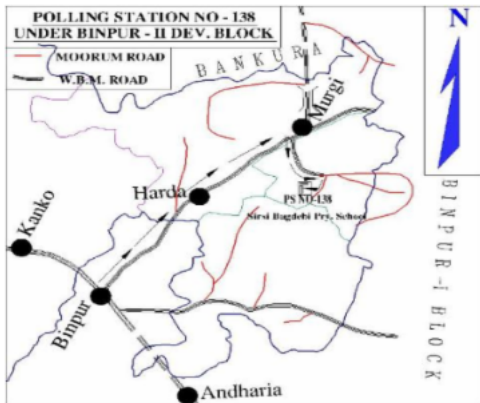 POLLING STATION NO - 138
UNDER BINPUR - II DEV. BLOCK
MOORUM ROAD
W.B.M. ROAD
N
BANKURA
Murgi
Harda
PS NO-138
Sirsi Bagdebi Pry. School
Kanko
Binpur
Andharia
BINPUR-I BLOCK